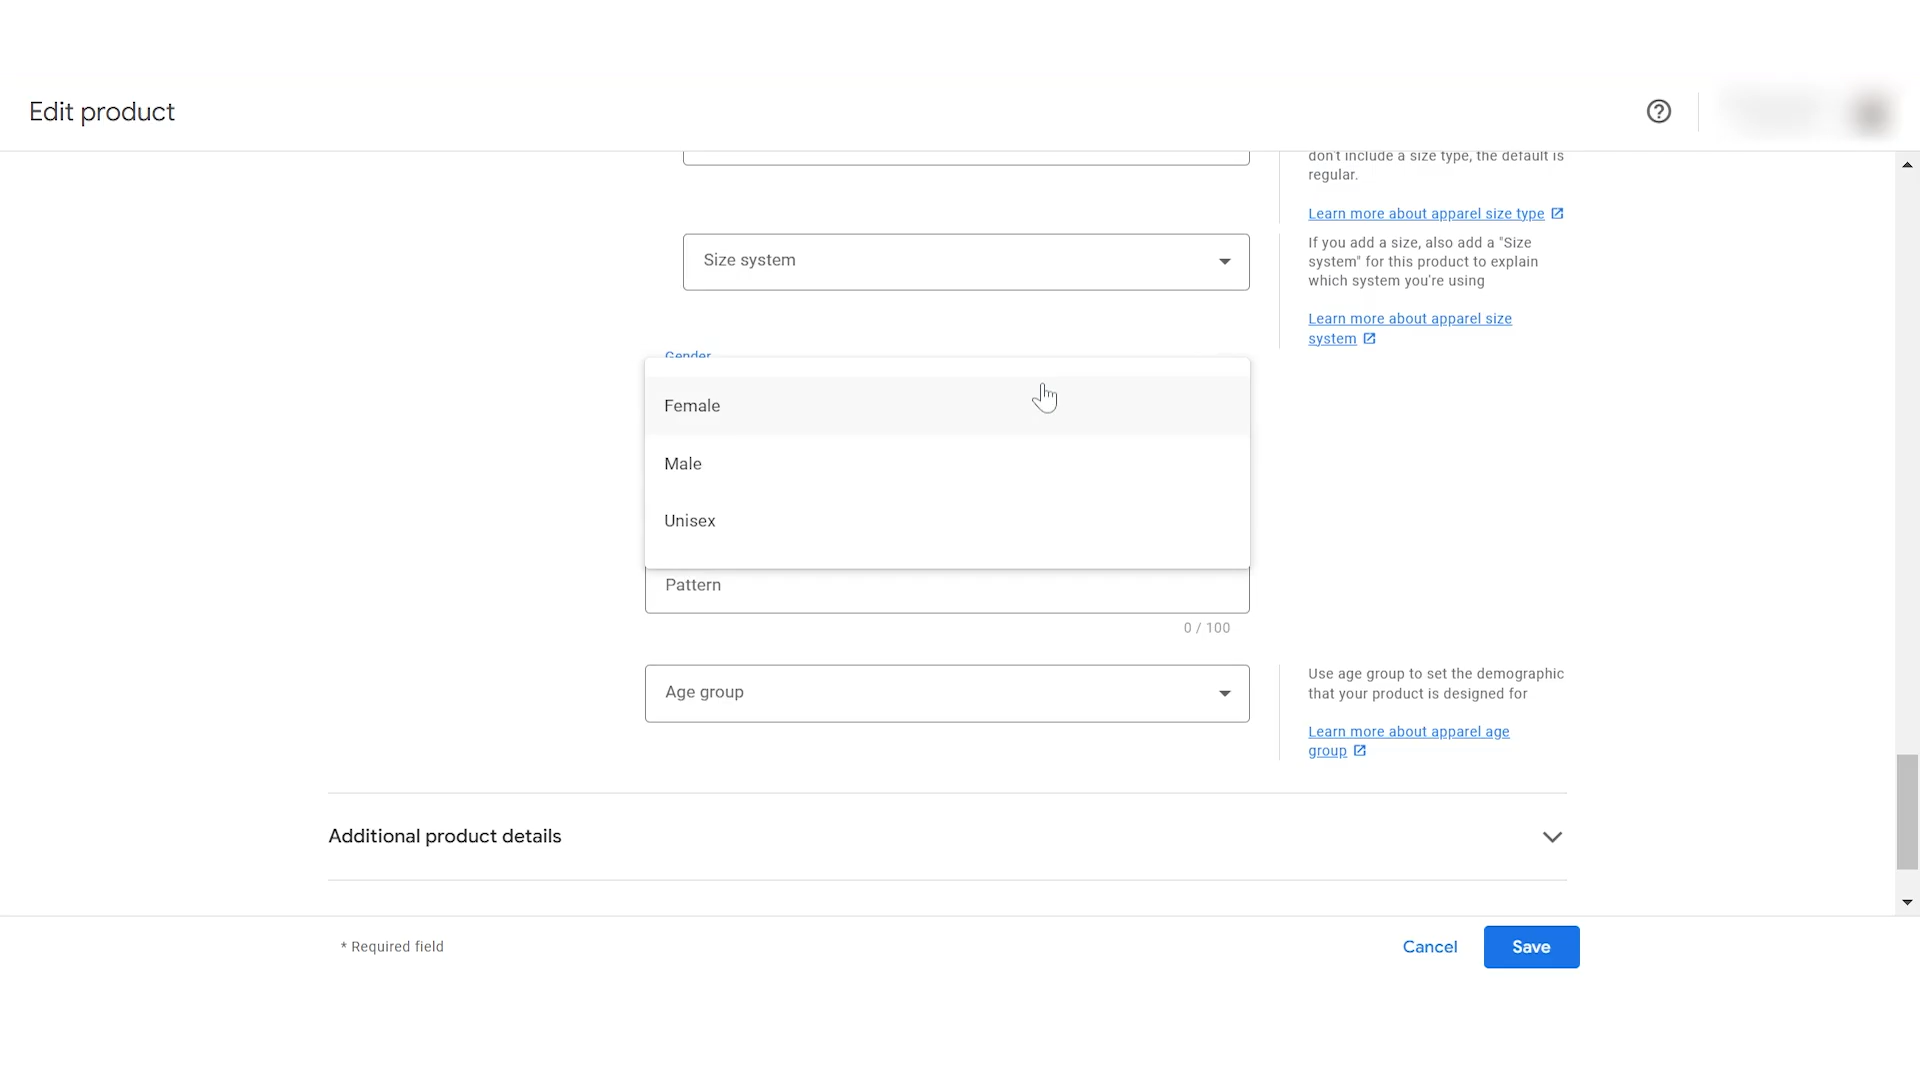 Edit product
don't include a size type, the default is
regular.
Learn more about apparel size type
Size system
If you add a size, also add a "Size
system" for this product to explain
which system you're using
Learn more about apparel size
system
Gender
Female
Male
Unisex
Pattern
0 / 100
Age group
Use age group to set the demographic
that your product is designed for
Learn more about apparel age
group
Additional product details
* Required field
Cancel
Save